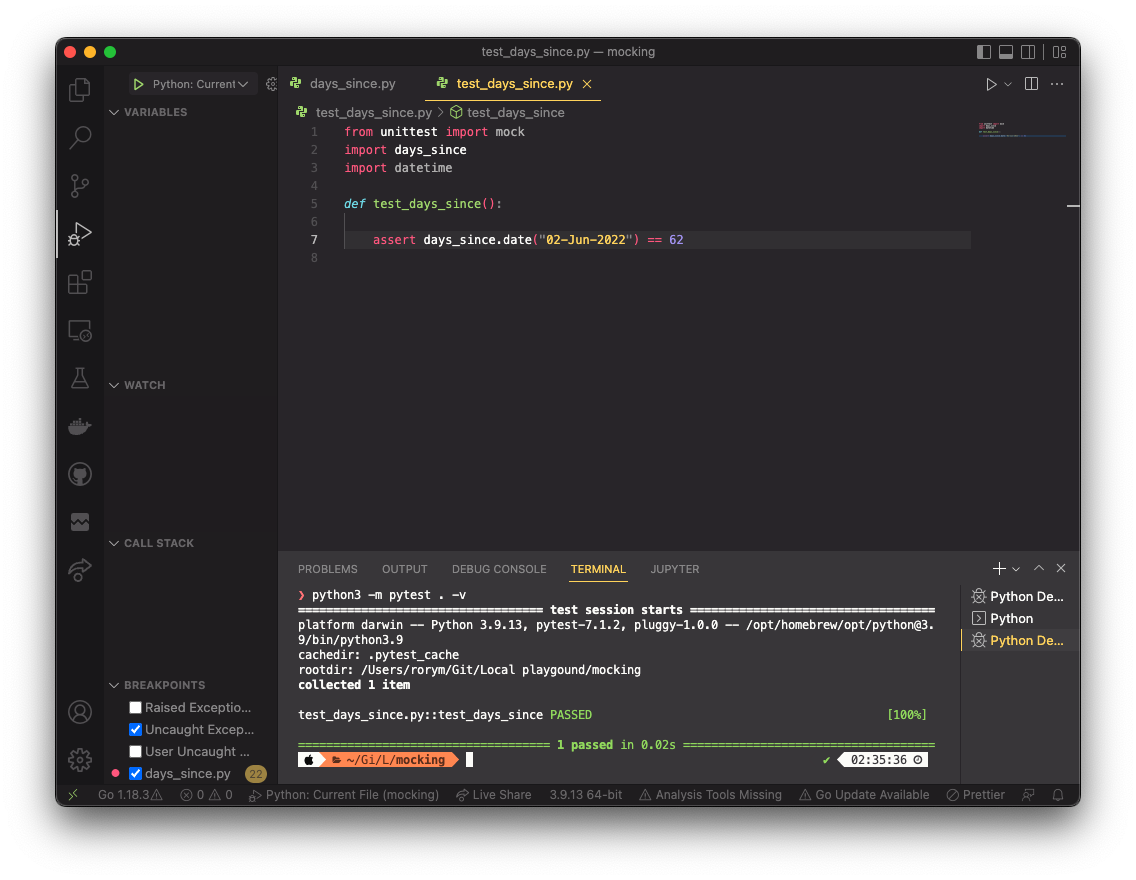 test_days_since.py — mocking
Python: Current
VARIABLES
WATCH
CALL STACK
BREAKPOINTS
Raised Exceptio...
Uncaught Excep...
User Uncaught ...
days_since.py 22
days_since.py test_days_since.py
test_days_since.py > test_days_since
1 from unittest import mock
2 import days_since
3 import datetime
4
5 def test_days_since():
6
7 assert days_since.date("02-Jun-2022") == 62
8
PROBLEMS OUTPUT DEBUG CONSOLE TERMINAL JUPYTER
❯ python3 -m pytest . -v
================================== test session starts ==================================
platform darwin -- Python 3.9.13, pytest-7.1.2, pluggy-1.0.0 -- /opt/homebrew/opt/python@3.
9/bin/python3.9
cachedir: .pytest_cache
rootdir: /Users/rorym/Git/Local playgound/mocking
collected 1 item
test_days_since.py::test_days_since PASSED [100%]
=================================== 1 passed in 0.02s ===================================
~/Gi/L/mocking ✔ 02:35:36
Python De...
Python
Python De...
Go 1.18.3 0 0 Python: Current File (mocking) Live Share 3.9.13 64-bit Analysis Tools Missing Go Update Available Prettier